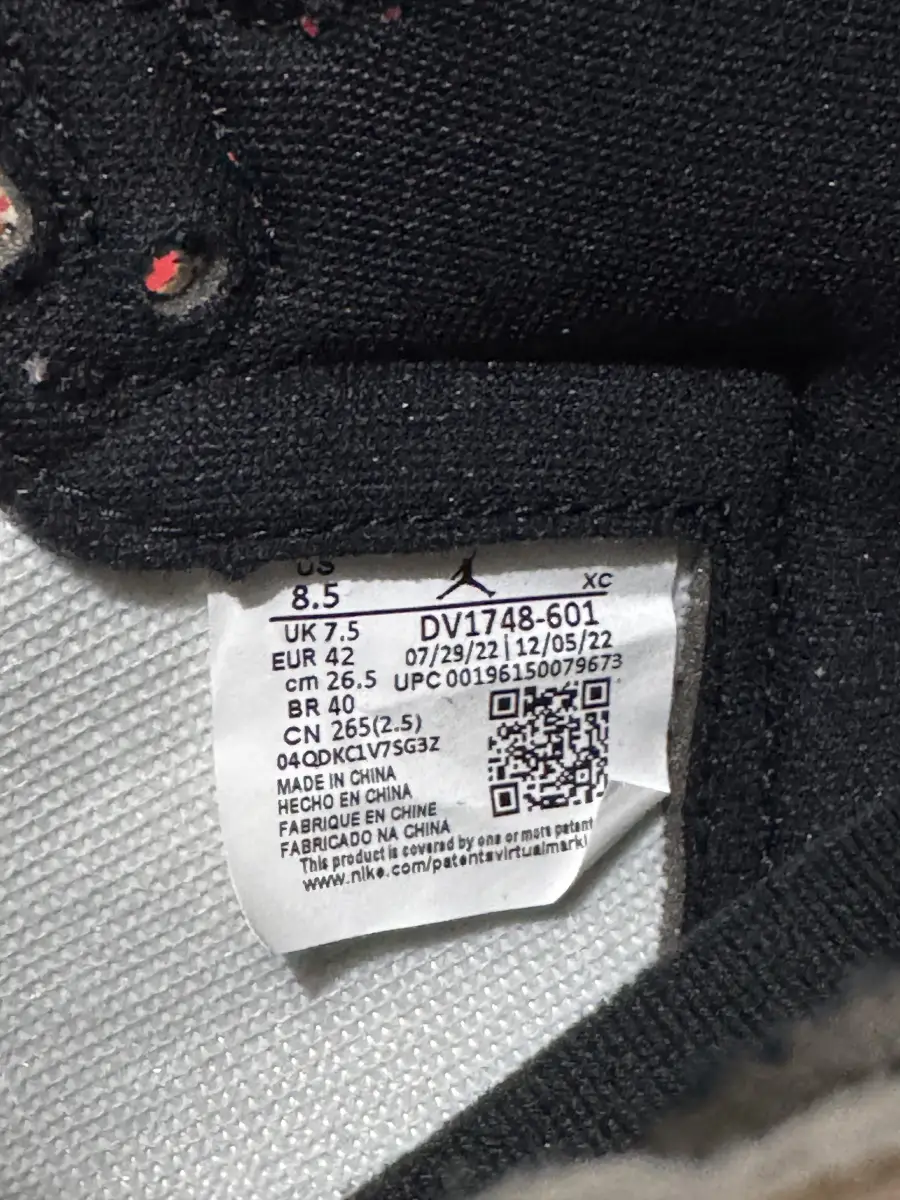 US
8.5
XC
UK 7.5
DV1748-601
EUR 42
07/29/22|12/05/22
cm 26.5
UPC 00196150079673
BR 40
CN 265(2.5)
04QDKC1V7SG3Z
MADE IN CHINA
HECHO EN CHINA
FABRIQUE EN CHINE
FABRICADO NA CHINA
This product is covered by one or more patent
www.nike.com/patentsvirtualmarki